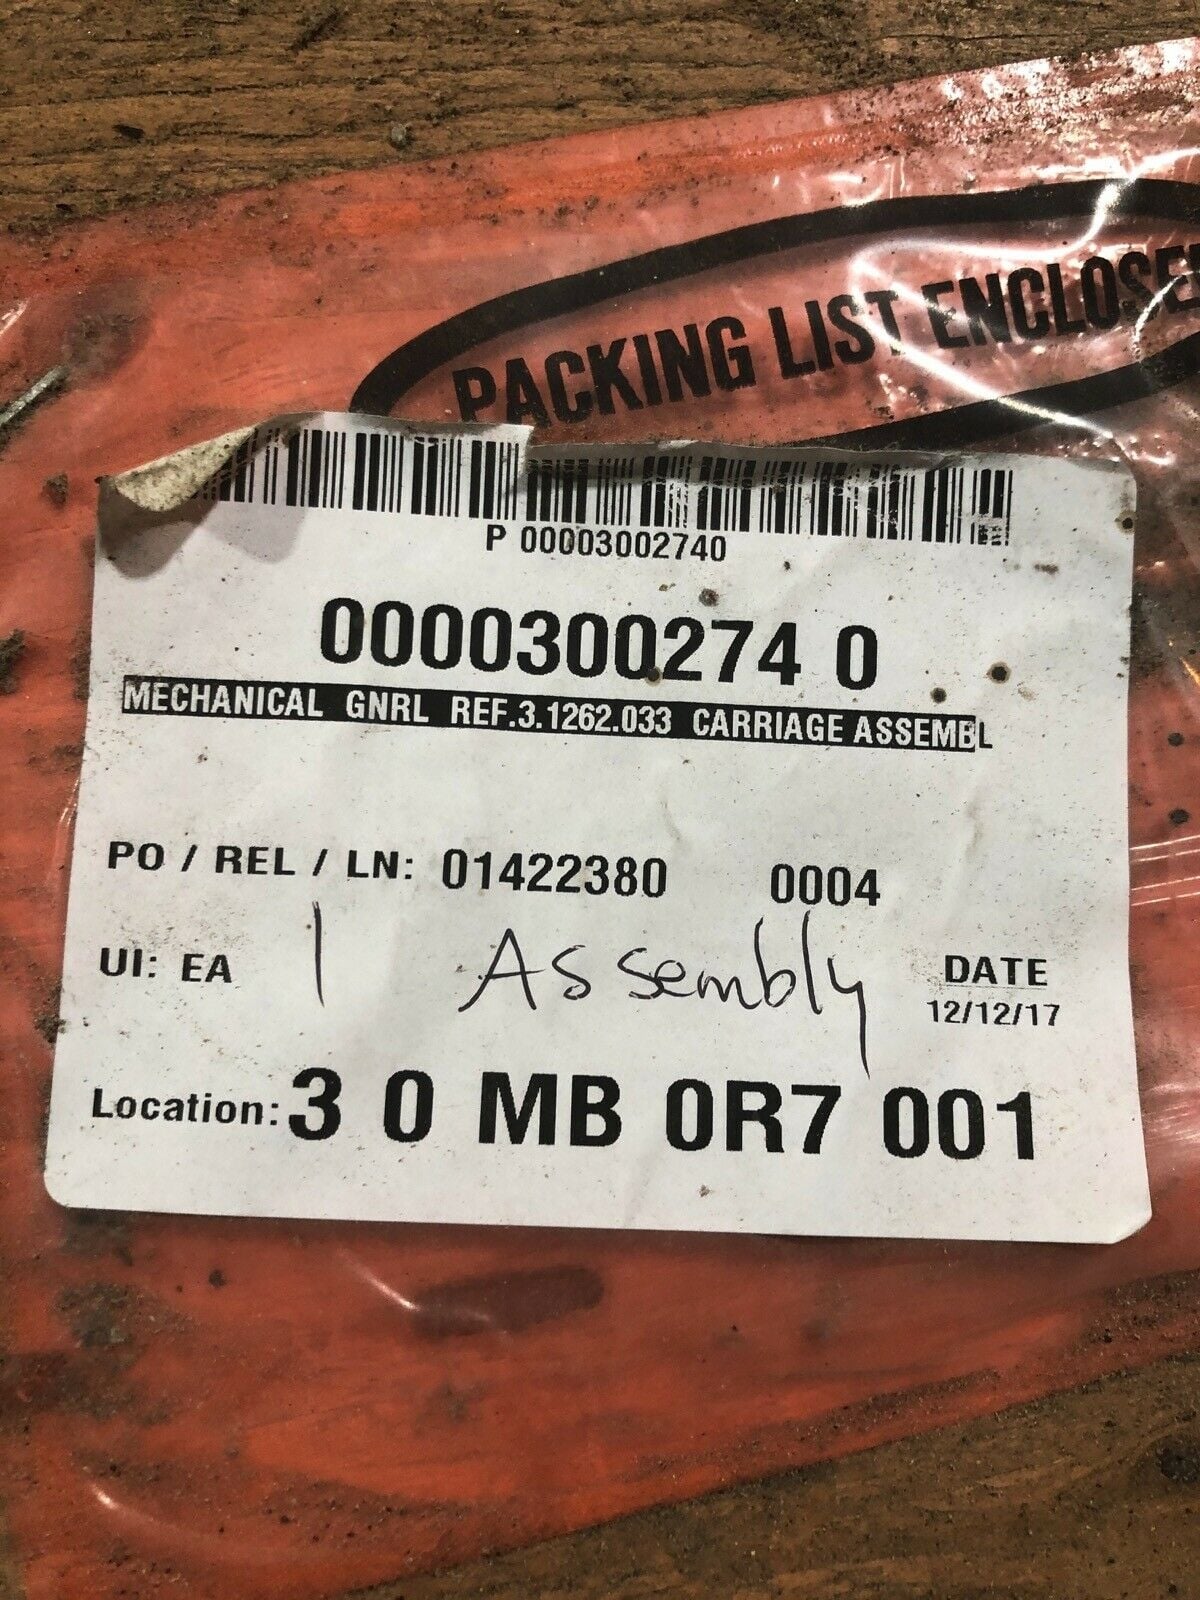 PACKING LIST ENCLOSE
P 00003002740
0000300274 0
MECHANICAL GNRL REF.3.1262.033 CARRIAGE ASSEMBL
PO / REL / LN: 01422380 0004
UI: EA 1 Assembly DATE
12/12/17
Location: 3 0 MB 0R7 001